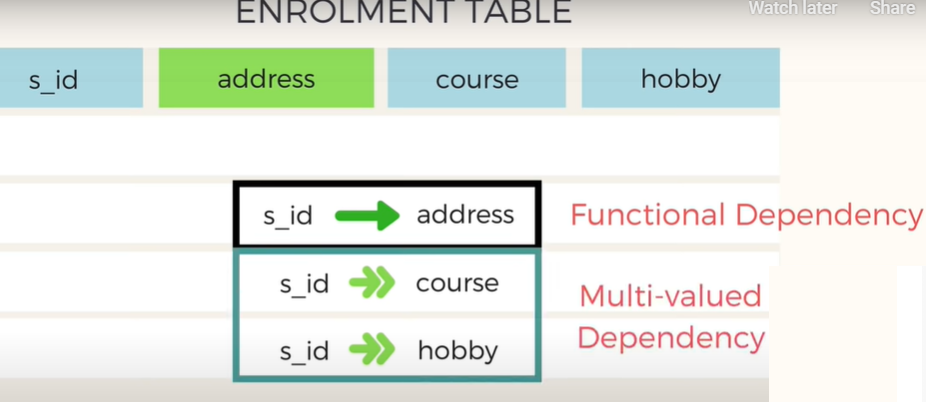 ENROLMENT TABLE
Watch later Share
s_id address course hobby
s_id address Functional Dependency
s_id course
Multi-valued
Dependency
s_id hobby